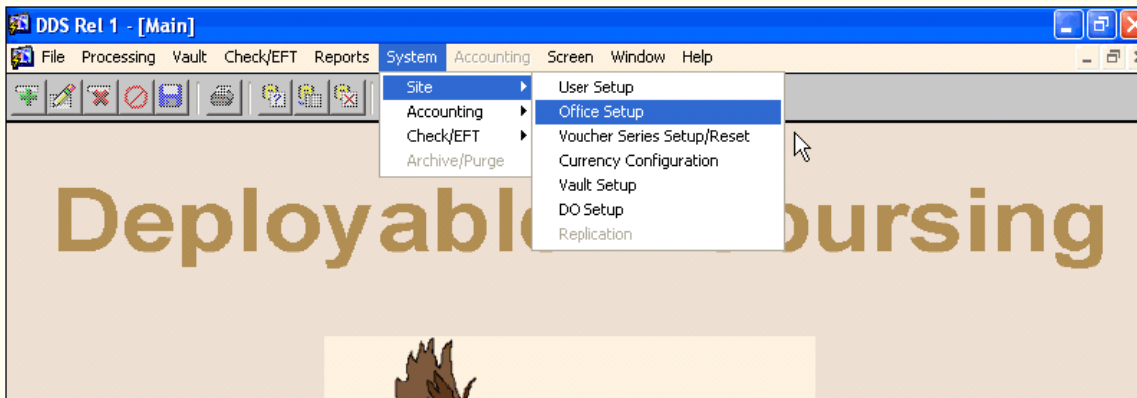 DDS Rel 1 - [Main]
File Processing Vault Check/EFT Reports System Accounting Screen Window Help
Site
Accounting
Check/EFT
Archive/Purge
User Setup
Office Setup
Voucher Series Setup/Reset
Currency Configuration
Vault Setup
DO Setup
Replication
Deployable bursing